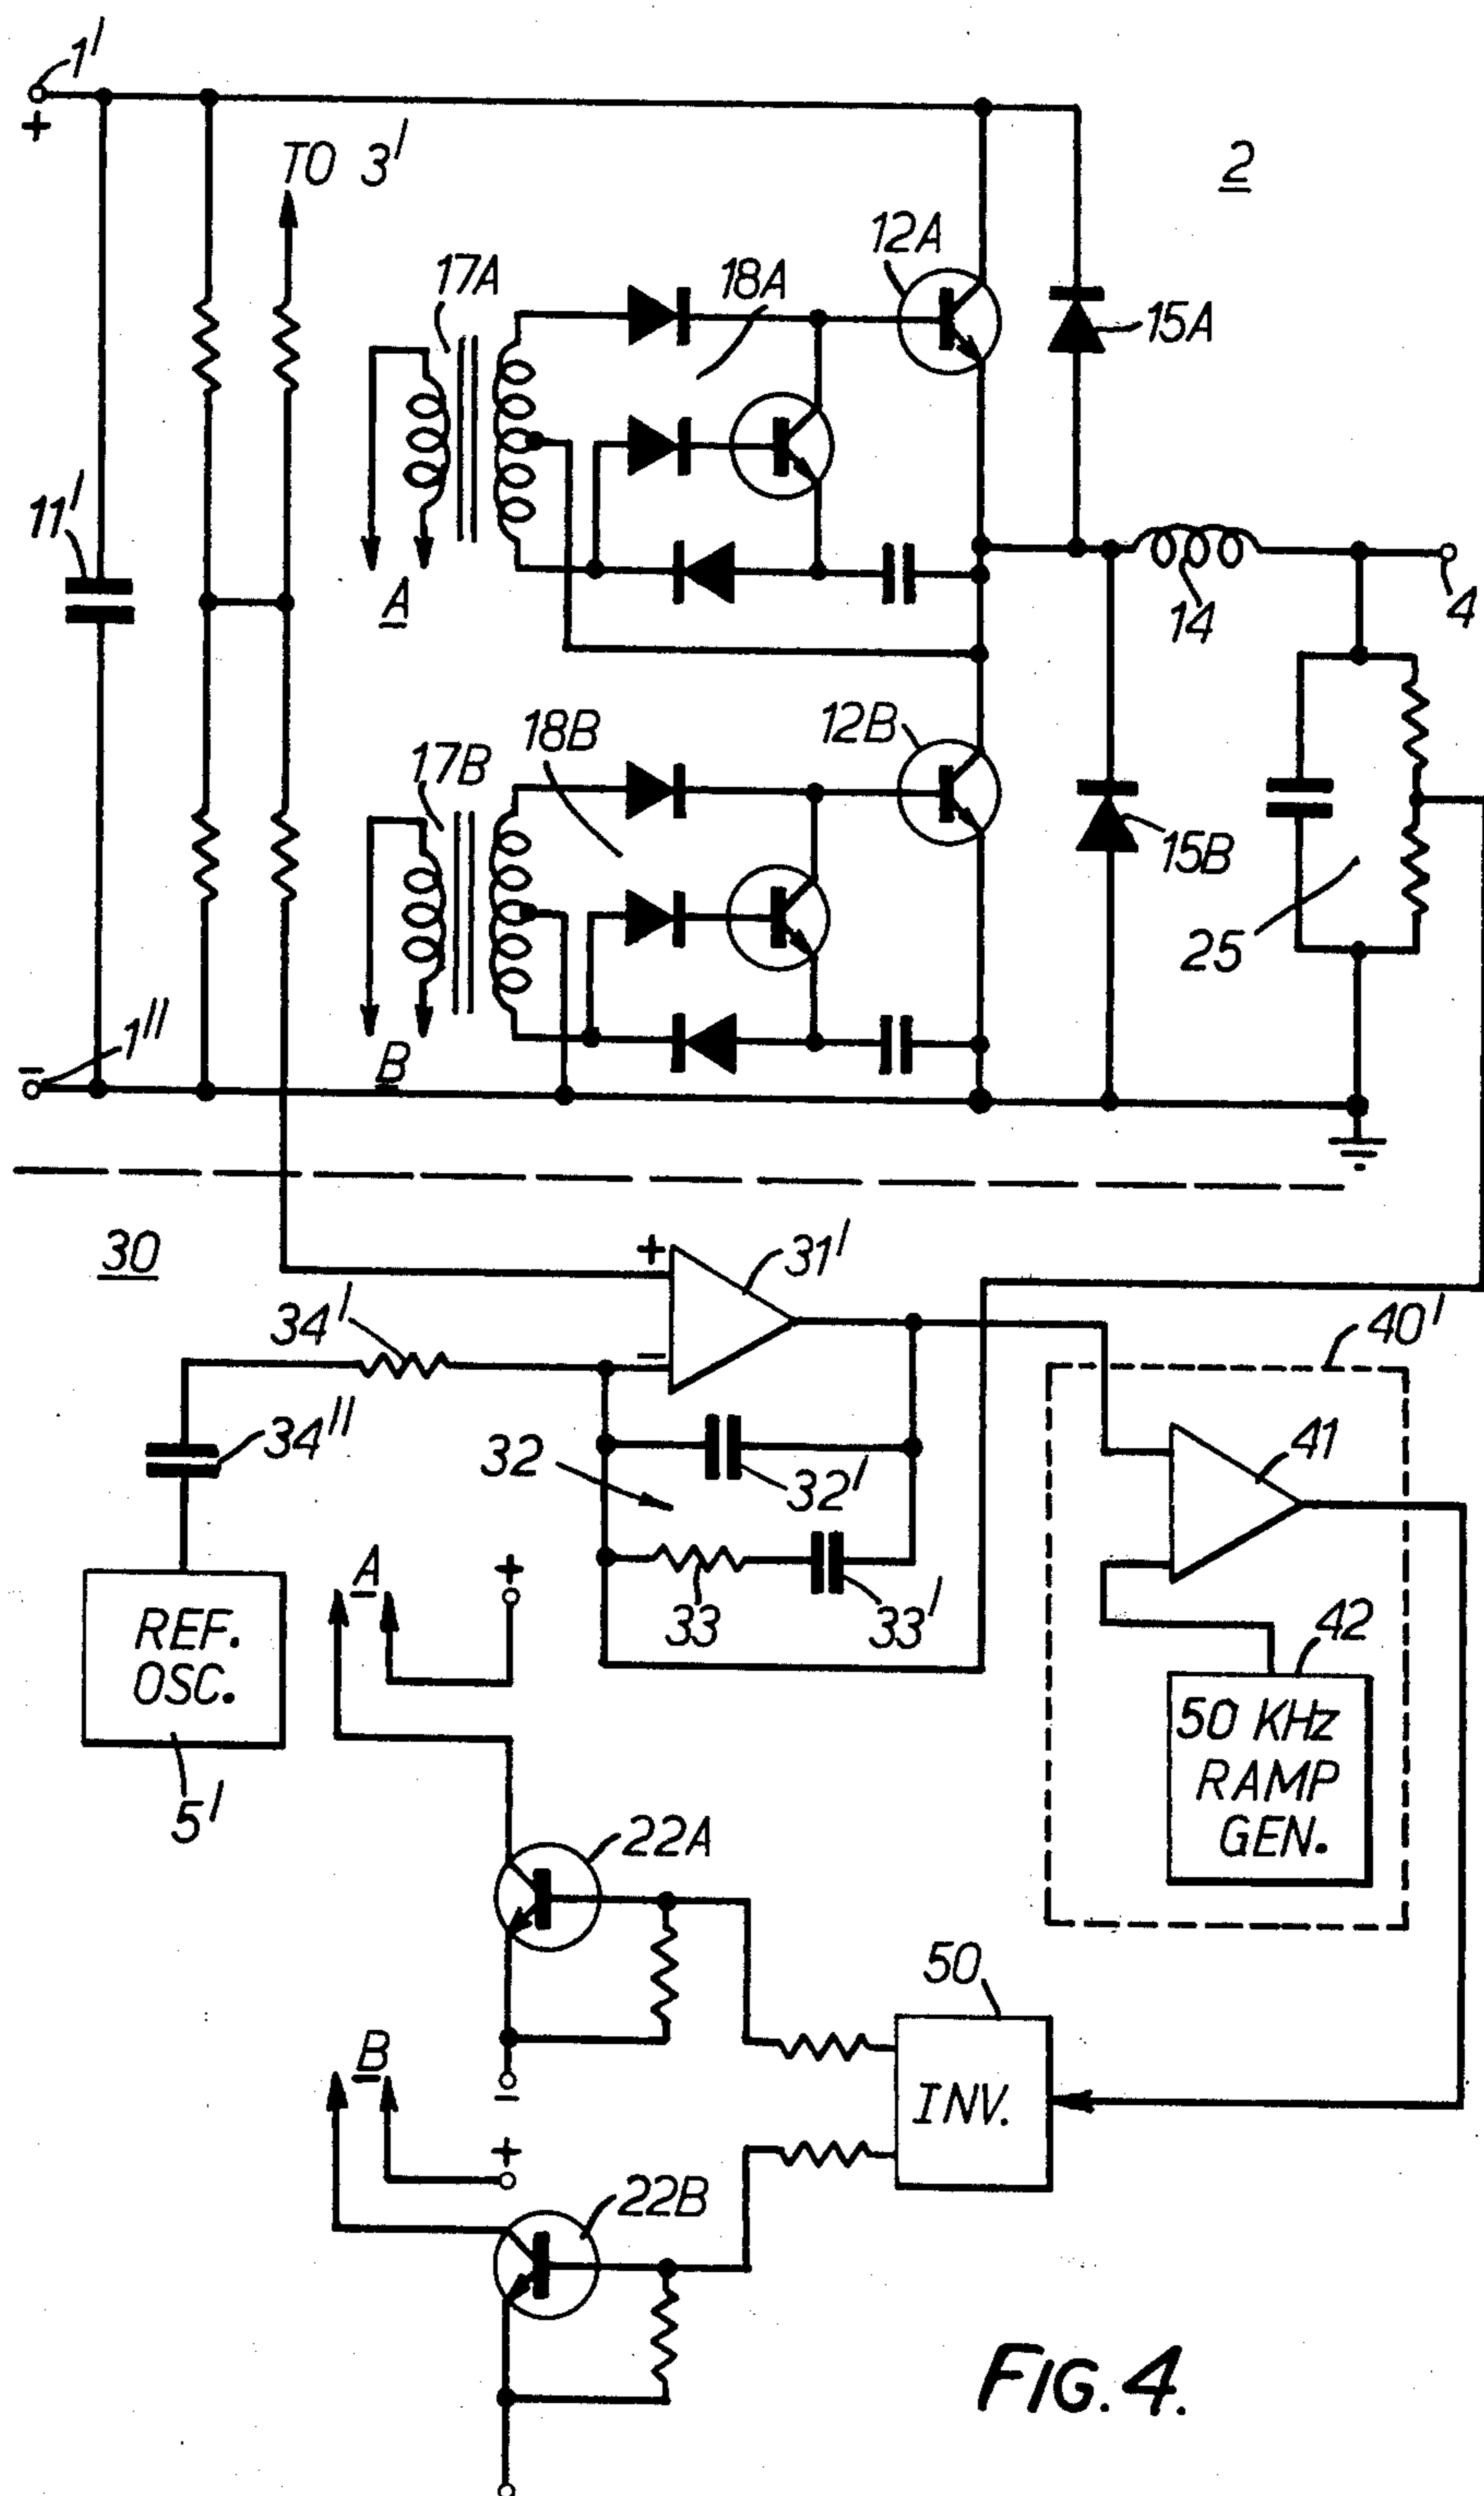 1'
+
TO 3'
2
12A
17A
18A
15A
11'
A
14
4
12B
18B
17B
15B
25
1"
-
B
30
+
31'
34'
-
40'
34"
41
32
32'
A
+
33
33'
42
REF.
OSC.
50 KHz
RAMP
GEN.
5'
22A
50
B
-
INV.
+
22B
FIG. 4.